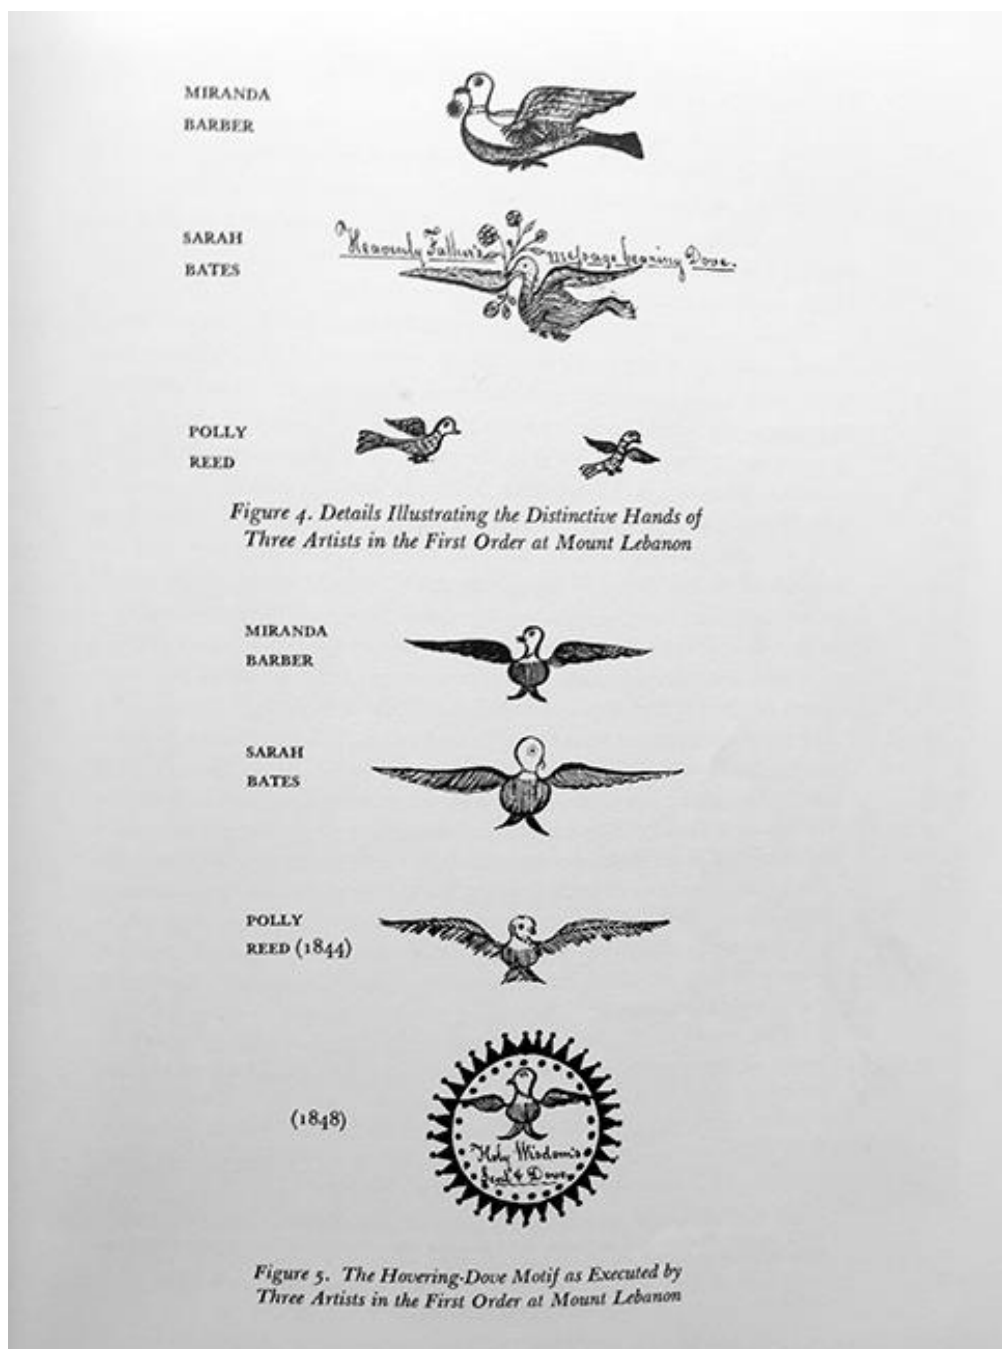 MIRANDA
BARBER
SARAH
BATES
Heavenly Father's message bearing Dove.
POLLY
REED
Figure 4. Details Illustrating the Distinctive Hands of
Three Artists in the First Order at Mount Lebanon
MIRANDA
BARBER
SARAH
BATES
POLLY
REED (1844)
(1848)
Holy Wisdom's
Seal & Dove.
Figure 5. The Hovering-Dove Motif as Executed by
Three Artists in the First Order at Mount Lebanon